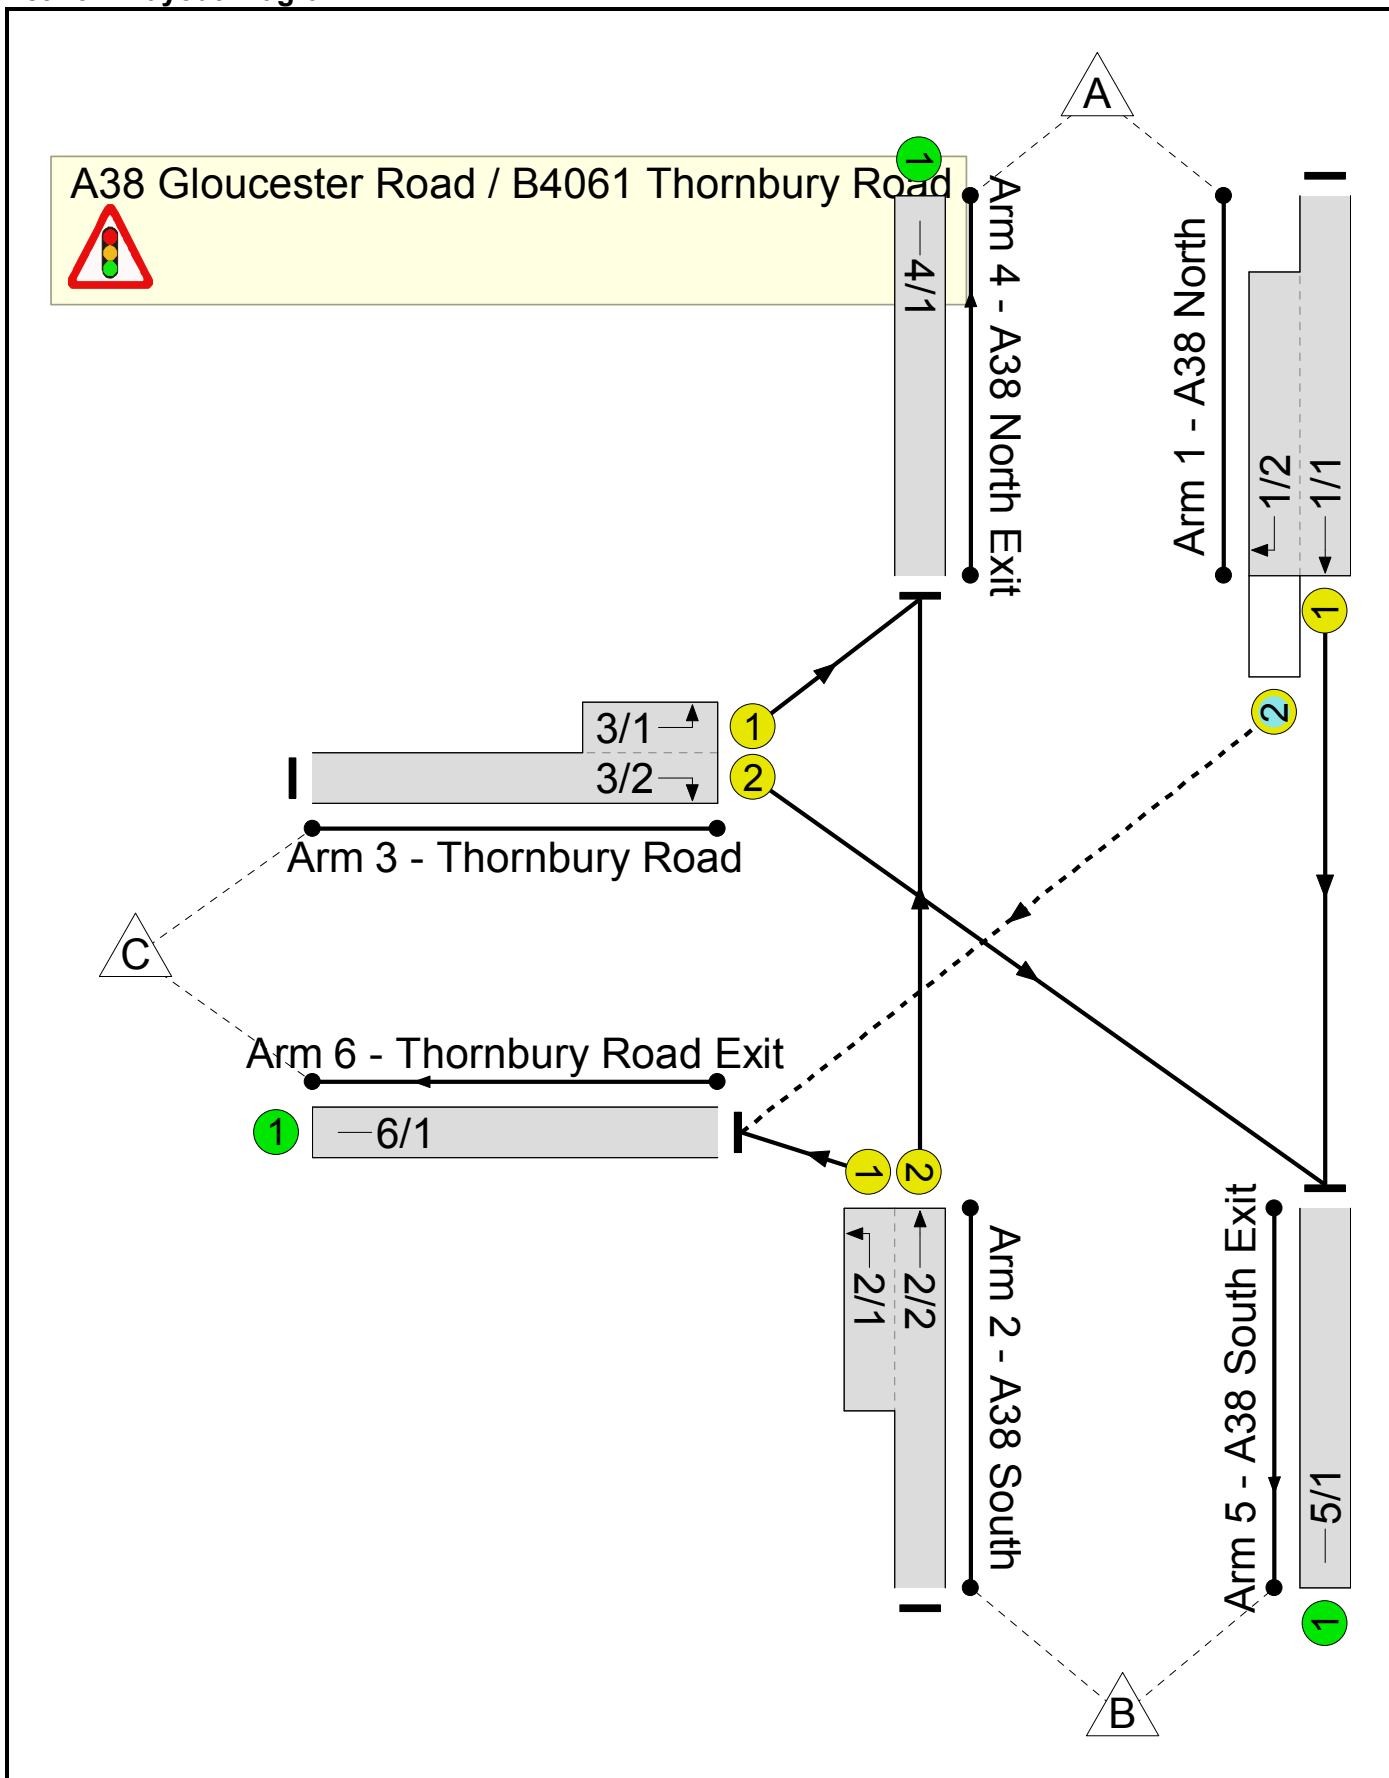 A
A38 Gloucester Road / B4061 Thornbury Road
1
4/1
Arm 4 - A38 North Exit
Arm 1 - A38 North
1/2
1/1
1
2
3/1
1
3/2
2
Arm 3 - Thornbury Road
C
Arm 6 - Thornbury Road Exit
1
6/1
1
2
2/1
2/2
Arm 2 - A38 South
Arm 5 - A38 South Exit
5/1
1
B